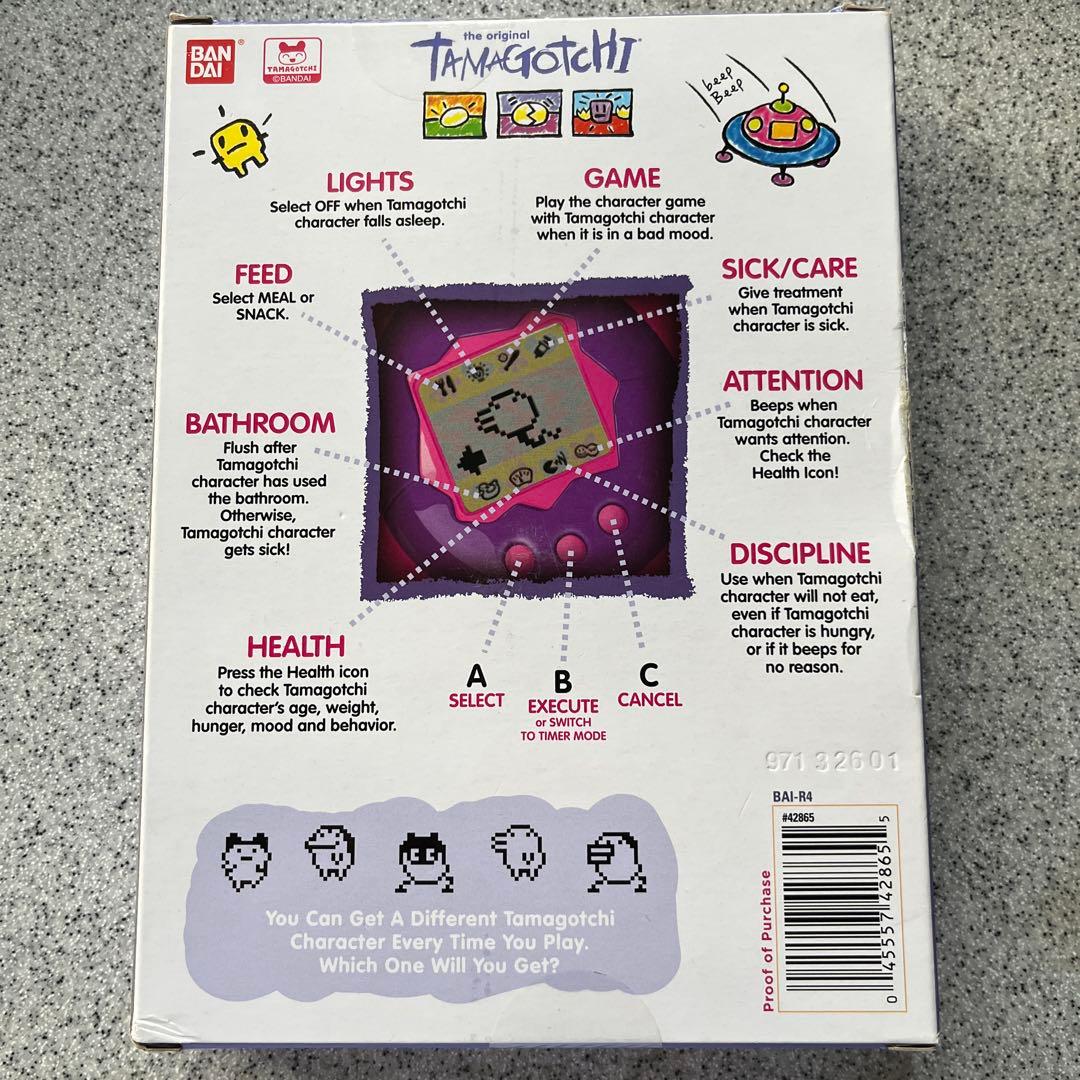 BAN
DAI
®
TAMAGOTCHI
©BANDAI
the original
TAMAGOTCHI
beep
Beep
LIGHTS
Select OFF when Tamagotchi
character falls asleep.
GAME
Play the character game
with Tamagotchi character
when it is in a bad mood.
FEED
Select MEAL or
SNACK.
SICK/CARE
Give treatment
when Tamagotchi
character is sick.
BATHROOM
Flush after
Tamagotchi
character has used
the bathroom.
Otherwise,
Tamagotchi character
gets sick!
ATTENTION
Beeps when
Tamagotchi character
wants attention.
Check the
Health Icon!
DISCIPLINE
Use when Tamagotchi
character will not eat,
even if Tamagotchi
character is hungry,
or if it beeps for
no reason.
HEALTH
Press the Health icon
to check Tamagotchi
character's age, weight,
hunger, mood and behavior.
A
SELECT
B
EXECUTE
or SWITCH
TO TIMER MODE
C
CANCEL
971 3 26 0 1
BAI-R4
#42865
Proof of Purchase
0 45557 42865 5
You Can Get A Different Tamagotchi
Character Every Time You Play.
Which One Will You Get?